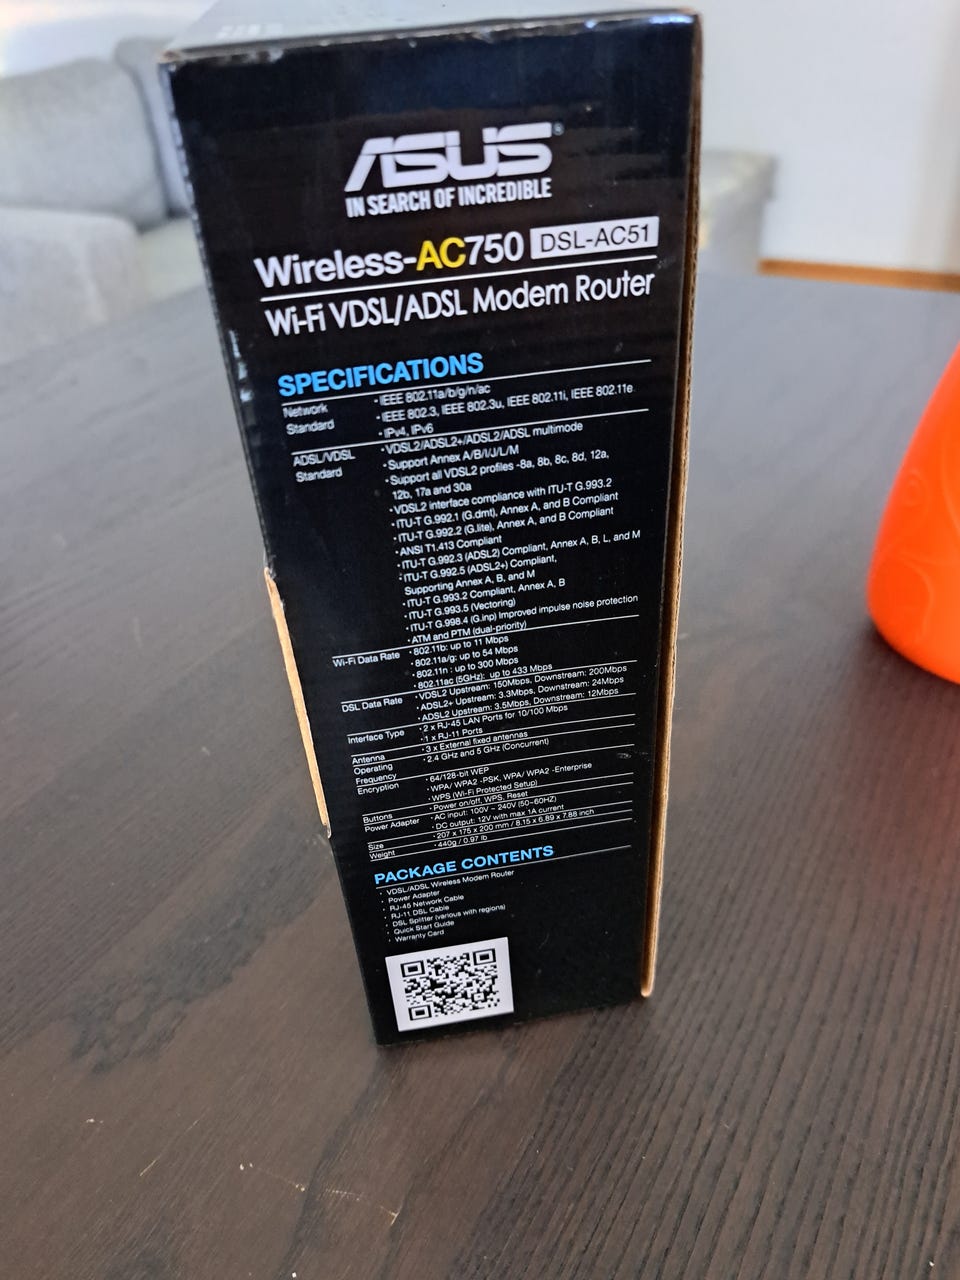 ASUS
IN SEARCH OF INCREDIBLE
Wireless-AC750 DSL-AC51
Wi-Fi VDSL/ADSL Modem Router
SPECIFICATIONS
Network Standard
· IEEE 802.11a/b/g/n/ac
· IEEE 802.3, IEEE 802.3u, IEEE 802.11i, IEEE 802.11e
· IPv4, IPv6
ADSL/VDSL Standard
· VDSL2/ADSL2+/ADSL2/ADSL multimode
· Support Annex A/B/I/J/L/M
· Support all VDSL2 profiles -8a, 8b, 8c, 8d, 12a,
12b, 17a and 30a
· VDSL2 interface compliance with ITU-T G.993.2
· ITU-T G.992.1 (G.dmt), Annex A, and B Compliant
· ITU-T G.992.2 (G.lite), Annex A, and B Compliant
· ANSI T1.413 Compliant
· ITU-T G.992.3 (ADSL2) Compliant, Annex A, B, L, and M
· ITU-T G.992.5 (ADSL2+) Compliant,
Supporting Annex A, B, and M
· ITU-T G.993.2 Compliant, Annex A, B
· ITU-T G.993.5 (Vectoring)
· ITU-T G.998.4 (G.inp) Improved impulse noise protection
· ATM and PTM (dual-priority)
Wi-Fi Data Rate
· 802.11b: up to 11 Mbps
· 802.11a/g: up to 54 Mbps
· 802.11n : up to 300 Mbps
· 802.11ac (5GHz): up to 433 Mbps
DSL Data Rate
· VDSL2 Upstream: 150Mbps, Downstream: 200Mbps
· ADSL2+ Upstream: 3.3Mbps, Downstream: 24Mbps
· ADSL2 Upstream: 3.5Mbps, Downstream: 12Mbps
Interface Type
· 2 x RJ-45 LAN Ports for 10/100 Mbps
· 1 x RJ-11 Ports
Antenna
· 3 x External fixed antennas
Operating Frequency
· 2.4 GHz and 5 GHz (Concurrent)
Encryption
· 64/128-bit WEP
· WPA/ WPA2 -PSK, WPA/ WPA2 -Enterprise
· WPS (Wi-Fi Protected Setup)
Buttons
· Power on/off, WPS, Reset
Power Adapter
· AC input: 100V ~ 240V (50~60HZ)
· DC output: 12V with max 1A current
Size
· 207 x 175 x 200 mm / 8.15 x 6.89 x 7.88 inch
Weight
· 440g / 0.97 lb
PACKAGE CONTENTS
· VDSL/ADSL Wireless Modem Router
· Power Adapter
· RJ-45 Network Cable
· RJ-11 DSL Cable
· DSL Splitter (various with regions)
· Quick Start Guide
· Warranty Card